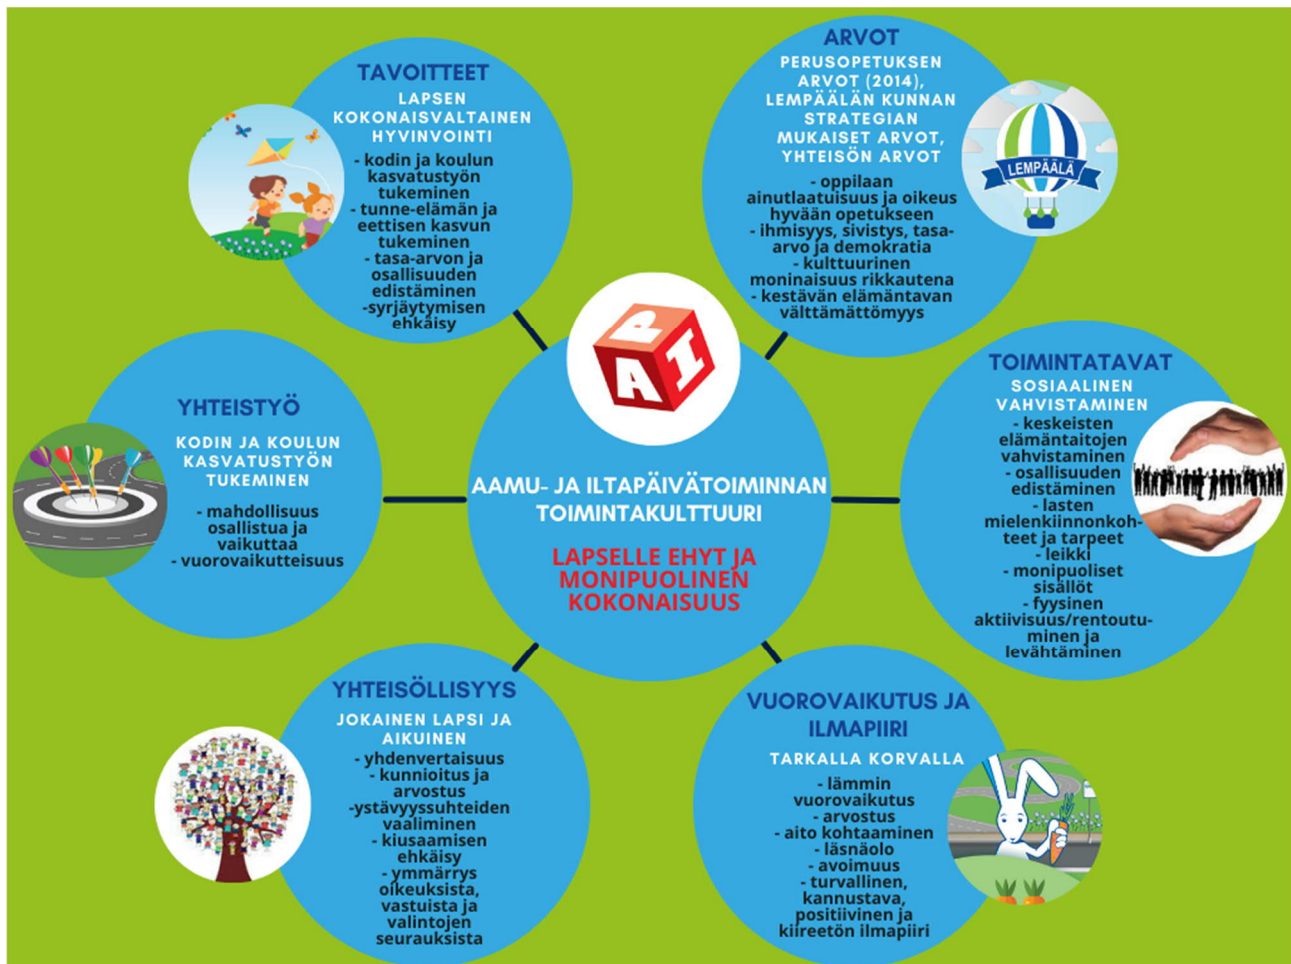 TAVOITTEET
LAPSEN
KOKONAISVALTAINEN
HYVINVOINTI
- kodin ja koulun
kasvatustyön
tukeminen
- tunne-elämän ja
eettisen kasvun
tukeminen
- tasa-arvon ja
osallisuuden
edistäminen
-syrjäytymisen
ehkäisy
ARVOT
PERUSOPETUKSEN
ARVOT (2014),
LEMPÄÄLÄN KUNNAN
STRATEGIAN
MUKAISET ARVOT,
YHTEISÖN ARVOT
- oppilaan
ainutlaatuisuus ja oikeus
hyvään opetukseen
- ihmisyys, sivistys, tasa-
arvo ja demokratia
- kulttuurinen
moninaisuus rikkautena
- kestävän elämäntavan
välttämättömyys
LEMPÄÄLÄ
YHTEISTYÖ
KODIN JA KOULUN
KASVATUSTYÖN
TUKEMINEN
- mahdollisuus
osallistua ja
vaikuttaa
- vuorovaikutteisuus
A
P
I
AAMU- JA ILTAPÄIVÄTOIMINNAN
TOIMINTAKULTTUURI
LAPSELLE EHYT JA
MONIPUOLINEN
KOKONAISUUS
TOIMINTATAVAT
SOSIAALINEN
VAHVISTAMINEN
- keskeisten
elämäntaitojen
vahvistaminen
- osallisuuden
edistäminen
- lasten
mielenkiinnonkoh-
teet ja tarpeet
- leikki
- monipuoliset
sisällöt
- fyysinen
aktiivisuus/rentoutu-
minen ja
levähtäminen
YHTEISÖLLISYYS
JOKAINEN LAPSI JA
AIKUINEN
- yhdenvertaisuus
- kunnioitus ja
arvostus
-ystävyyssuhteiden
vaaliminen
- kiusaamisen
ehkäisy
- ymmärrys
oikeuksista,
vastuista ja
valintojen
seurauksista
VUOROVAIKUTUS JA
ILMAPIIRI
TARKALLA KORVALLA
- lämmin
vuorovaikutus
- arvostus
- aito kohtaaminen
- läsnäolo
- avoimuus
- turvallinen,
kannustava,
positiivinen ja
kiireetön ilmapiiri